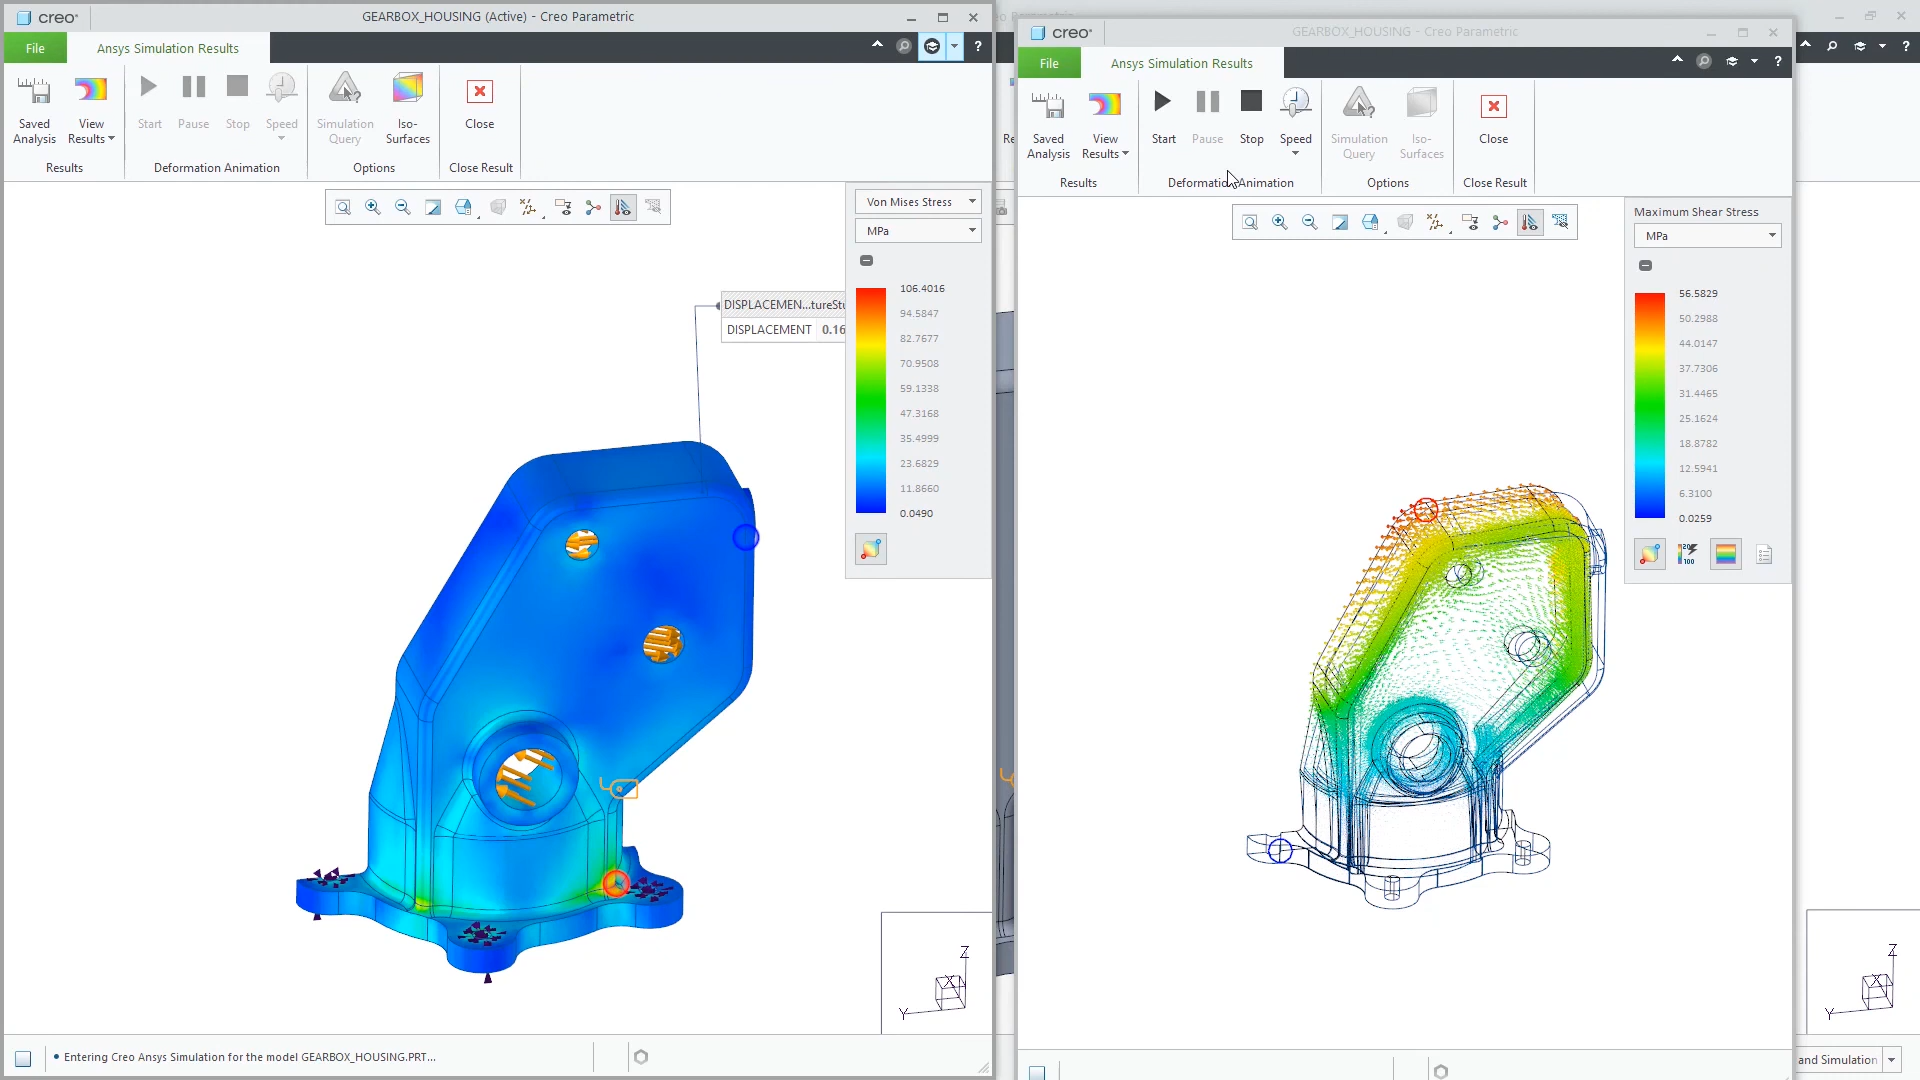 creo
GEARBOX_HOUSING (Active) - Creo Parametric
File
Ansys Simulation Results
?
Saved
Analysis
View
Results
Start
Pause
Stop
Speed
Simulation
Query
Iso-
Surfaces
Close
Results
Deformation Animation
Options
Close Result
Von Mises Stress
MPa
106.4016
94.5847
82.7677
70.9508
59.1338
47.3168
35.4999
23.6829
11.8660
0.0490
DISPLACEMEN...tureStu
DISPLACEMENT 0.16
Z
X
Y
• Entering Creo Ansys Simulation for the model GEARBOX_HOUSING.PRT...
creo
GEARBOX_HOUSING - Creo Parametric
File
Ansys Simulation Results
?
Saved
Analysis
View
Results
Start
Pause
Stop
Speed
Simulation
Query
Iso-
Surfaces
Close
Results
Deformation Animation
Options
Close Result
Maximum Shear Stress
MPa
56.5829
50.2988
44.0147
37.7306
31.4465
25.1624
18.8782
12.5941
6.3100
0.0259
?
Z
X
Y
and Simulation